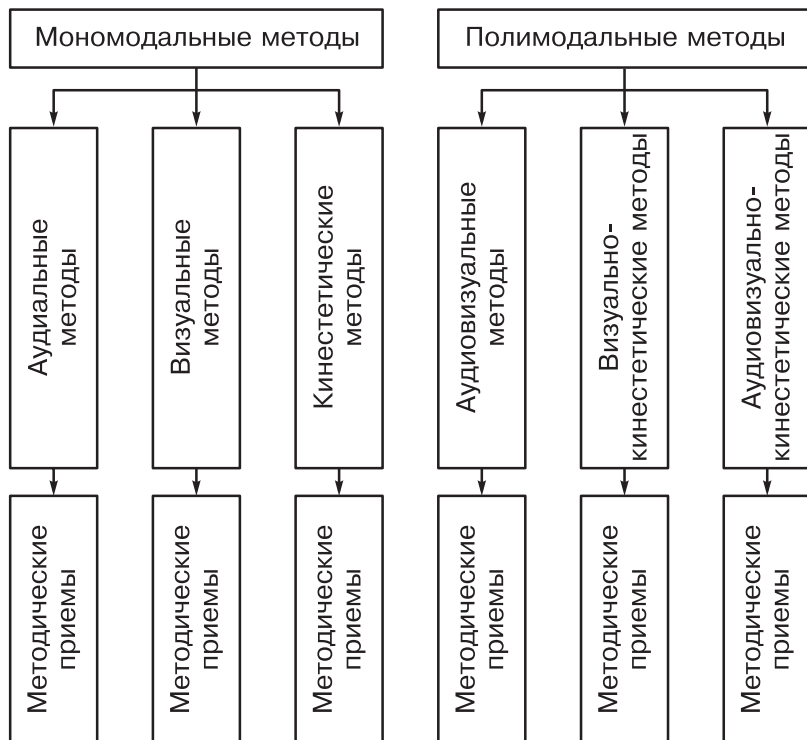 Мономодальные методы
Полимодальные методы
Аудиальные
методы
Визуальные
методы
Кинестетические
методы
Аудиовизуальные
методы
Визуально-
кинестетические методы
Аудиовизуально-
кинестетические методы
Методические
приемы
Методические
приемы
Методические
приемы
Методические
приемы
Методические
приемы
Методические
приемы